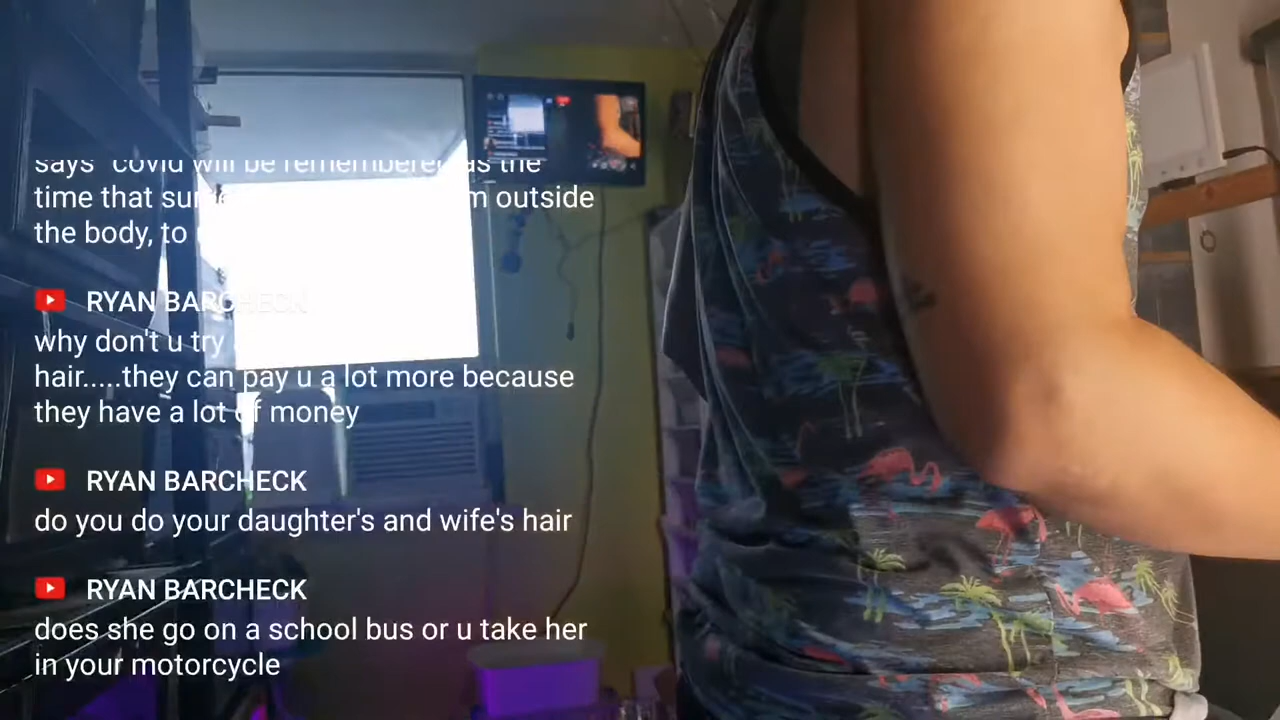 says "covid will be remembered as the
time that m outside
the body, to
RYAN BARCHECK
why don't u try
hair.....they can pay u a lot more because
they have a lot of money
RYAN BARCHECK
do you do your daughter's and wife's hair
RYAN BARCHECK
does she go on a school bus or u take her
in your motorcycle